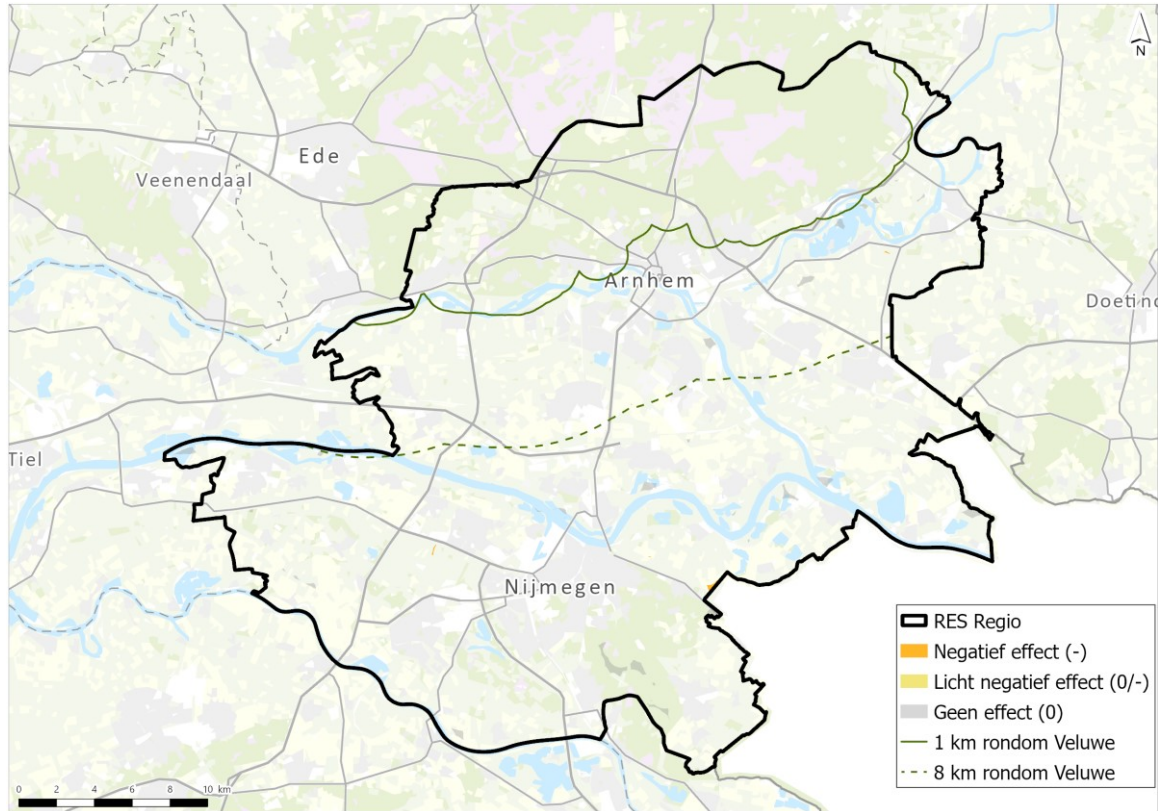 N
Ede
Veenendaal
Arnhem
Doetinc
Tiel
Nijmegen
RES Regio
Negatief effect (-)
Licht negatief effect (0/-)
Geen effect (0)
1 km rondom Veluwe
8 km rondom Veluwe
0 2 4 6 8 10 km